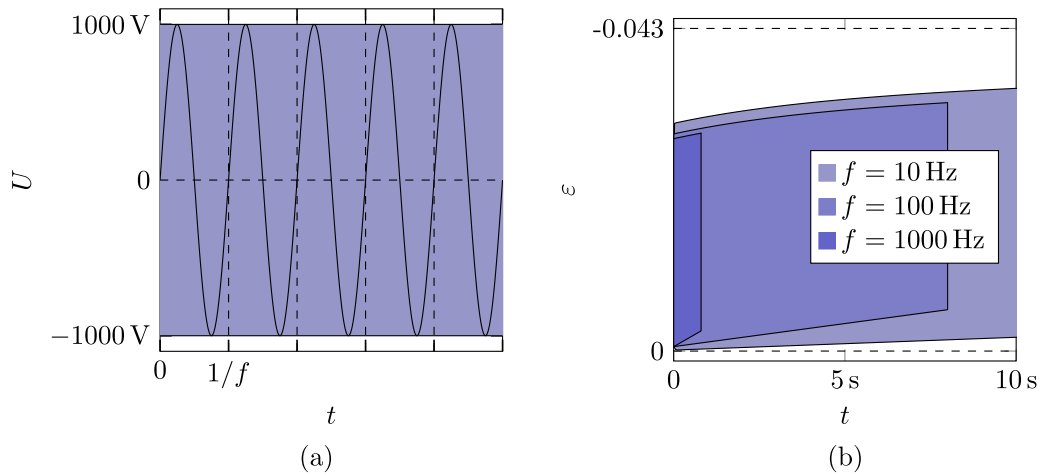 1000 V
0
−1000 V
U
0
1/f
t
(a)
-0.043
0
ε
f = 10 Hz
f = 100 Hz
f = 1000 Hz
0
5 s
10 s
t
(b)